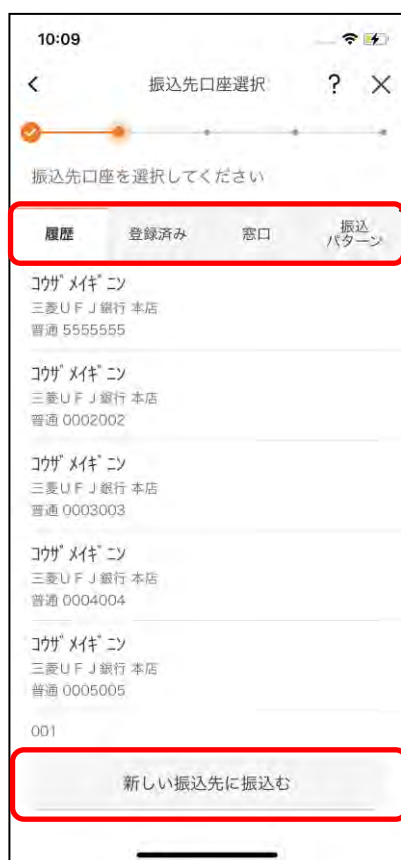 10:09
振込先口座選択 ?
振込先口座を選択してください
履歴 登録済み 窓口 振込
パターン
ｺｳｻﾞ ﾒｲｷﾞﾆﾝ
三菱ＵＦＪ銀行 本店
普通 5555555
ｺｳｻﾞ ﾒｲｷﾞﾆﾝ
三菱ＵＦＪ銀行 本店
普通 0002002
ｺｳｻﾞ ﾒｲｷﾞﾆﾝ
三菱ＵＦＪ銀行 本店
普通 0003003
ｺｳｻﾞ ﾒｲｷﾞﾆﾝ
三菱ＵＦＪ銀行 本店
普通 0004004
ｺｳｻﾞ ﾒｲｷﾞﾆﾝ
三菱ＵＦＪ銀行 本店
普通 0005005
001
新しい振込先に振込む